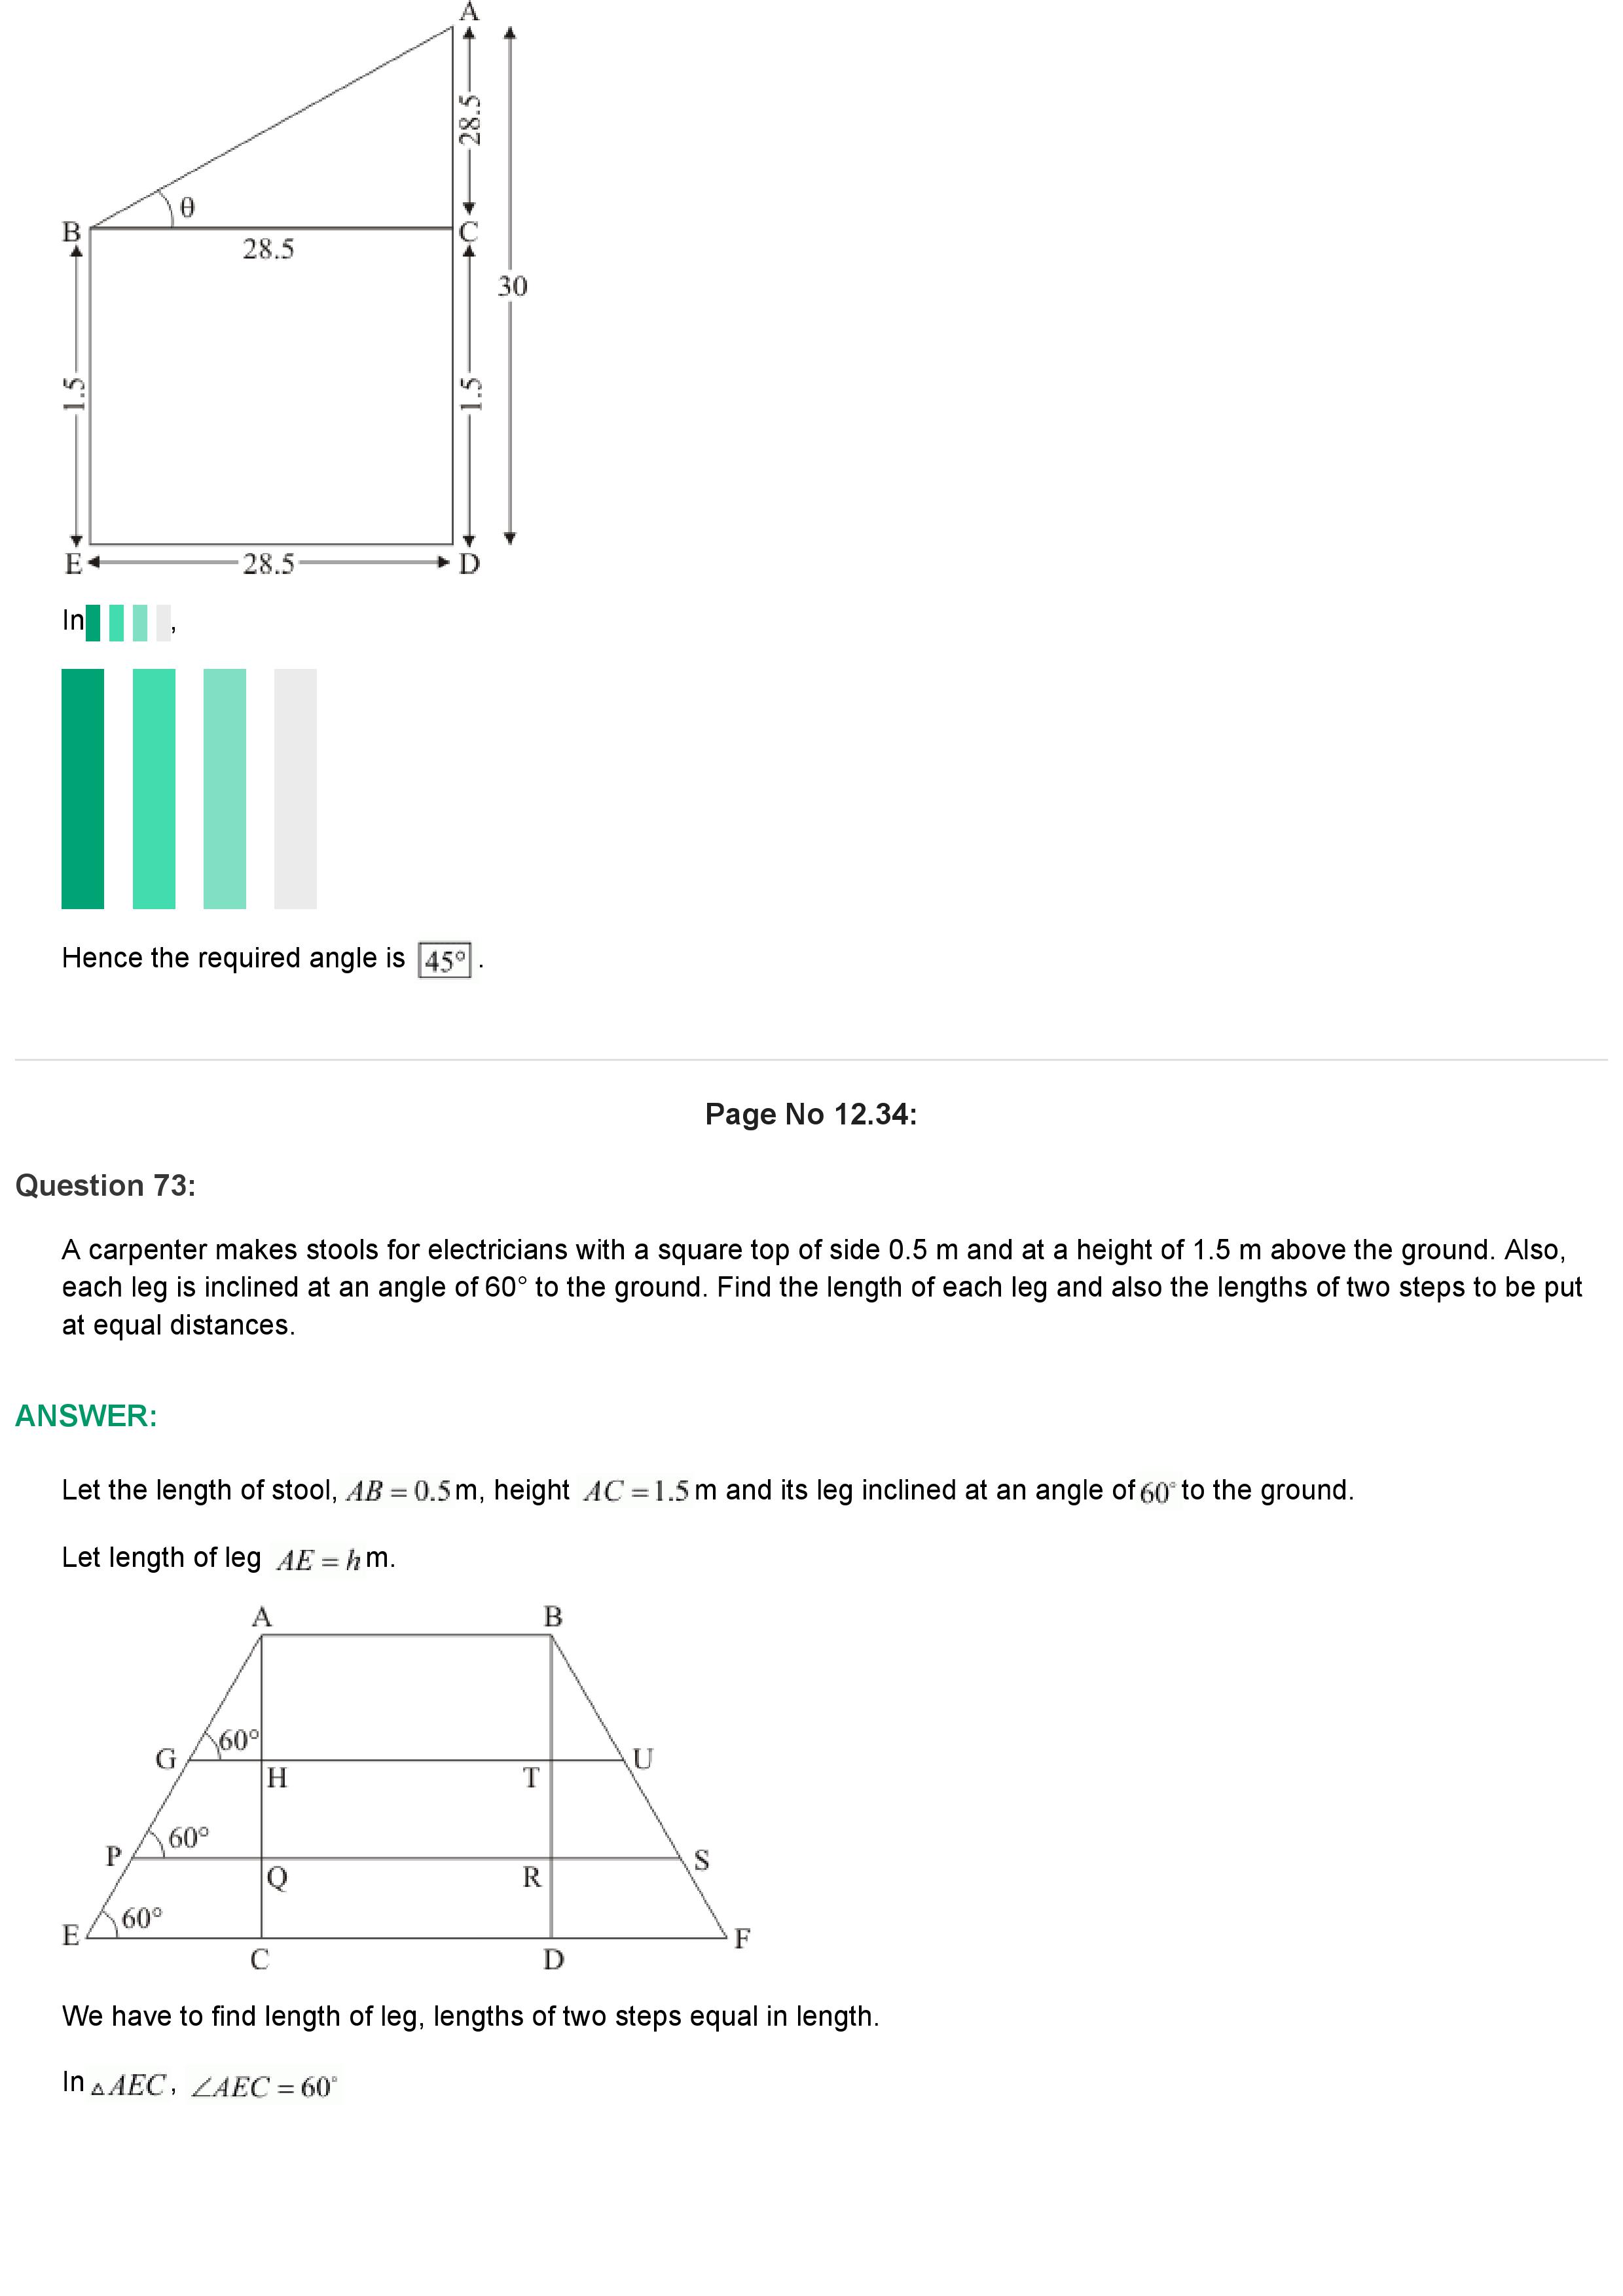 A
28.5
θ
B
C
28.5
30
1.5
1.5
E
28.5
D
In ,
Hence the required angle is 45° .
Page No 12.34:
Question 73:
A carpenter makes stools for electricians with a square top of side 0.5 m and at a height of 1.5 m above the ground. Also,
each leg is inclined at an angle of 60° to the ground. Find the length of each leg and also the lengths of two steps to be put
at equal distances.
ANSWER:
Let the length of stool, AB = 0.5 m, height AC = 1.5 m and its leg inclined at an angle of 60° to the ground.
Let length of leg AE = h m.
A B
60°
G U
H T
60°
P S
Q R
60°
E F
C D
We have to find length of leg, lengths of two steps equal in length.
In △AEC, ∠AEC = 60°